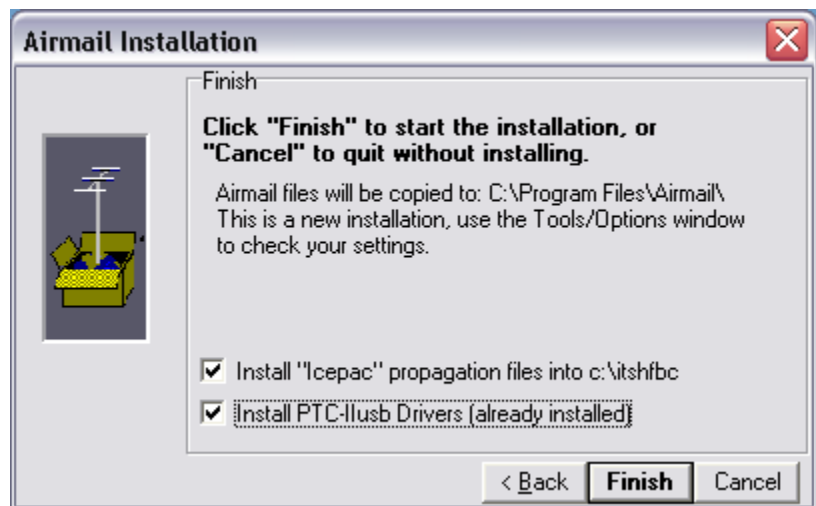 Airmail Installation
Finish
Click "Finish" to start the installation, or
"Cancel" to quit without installing.
Airmail files will be copied to: C:\Program Files\Airmail\
This is a new installation, use the Tools/Options window
to check your settings.
Install "Icepac" propagation files into c:\itshfbc
Install PTC-IIusb Drivers (already installed)
< Back Finish Cancel